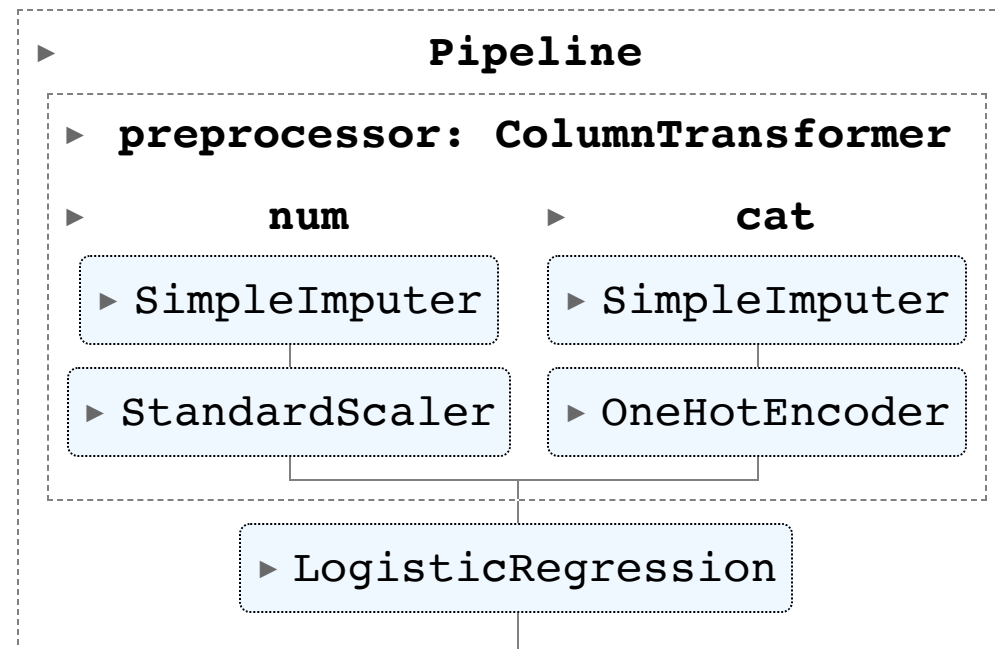 Pipeline
preprocessor: ColumnTransformer
num cat
SimpleImputer SimpleImputer
StandardScaler OneHotEncoder
LogisticRegression